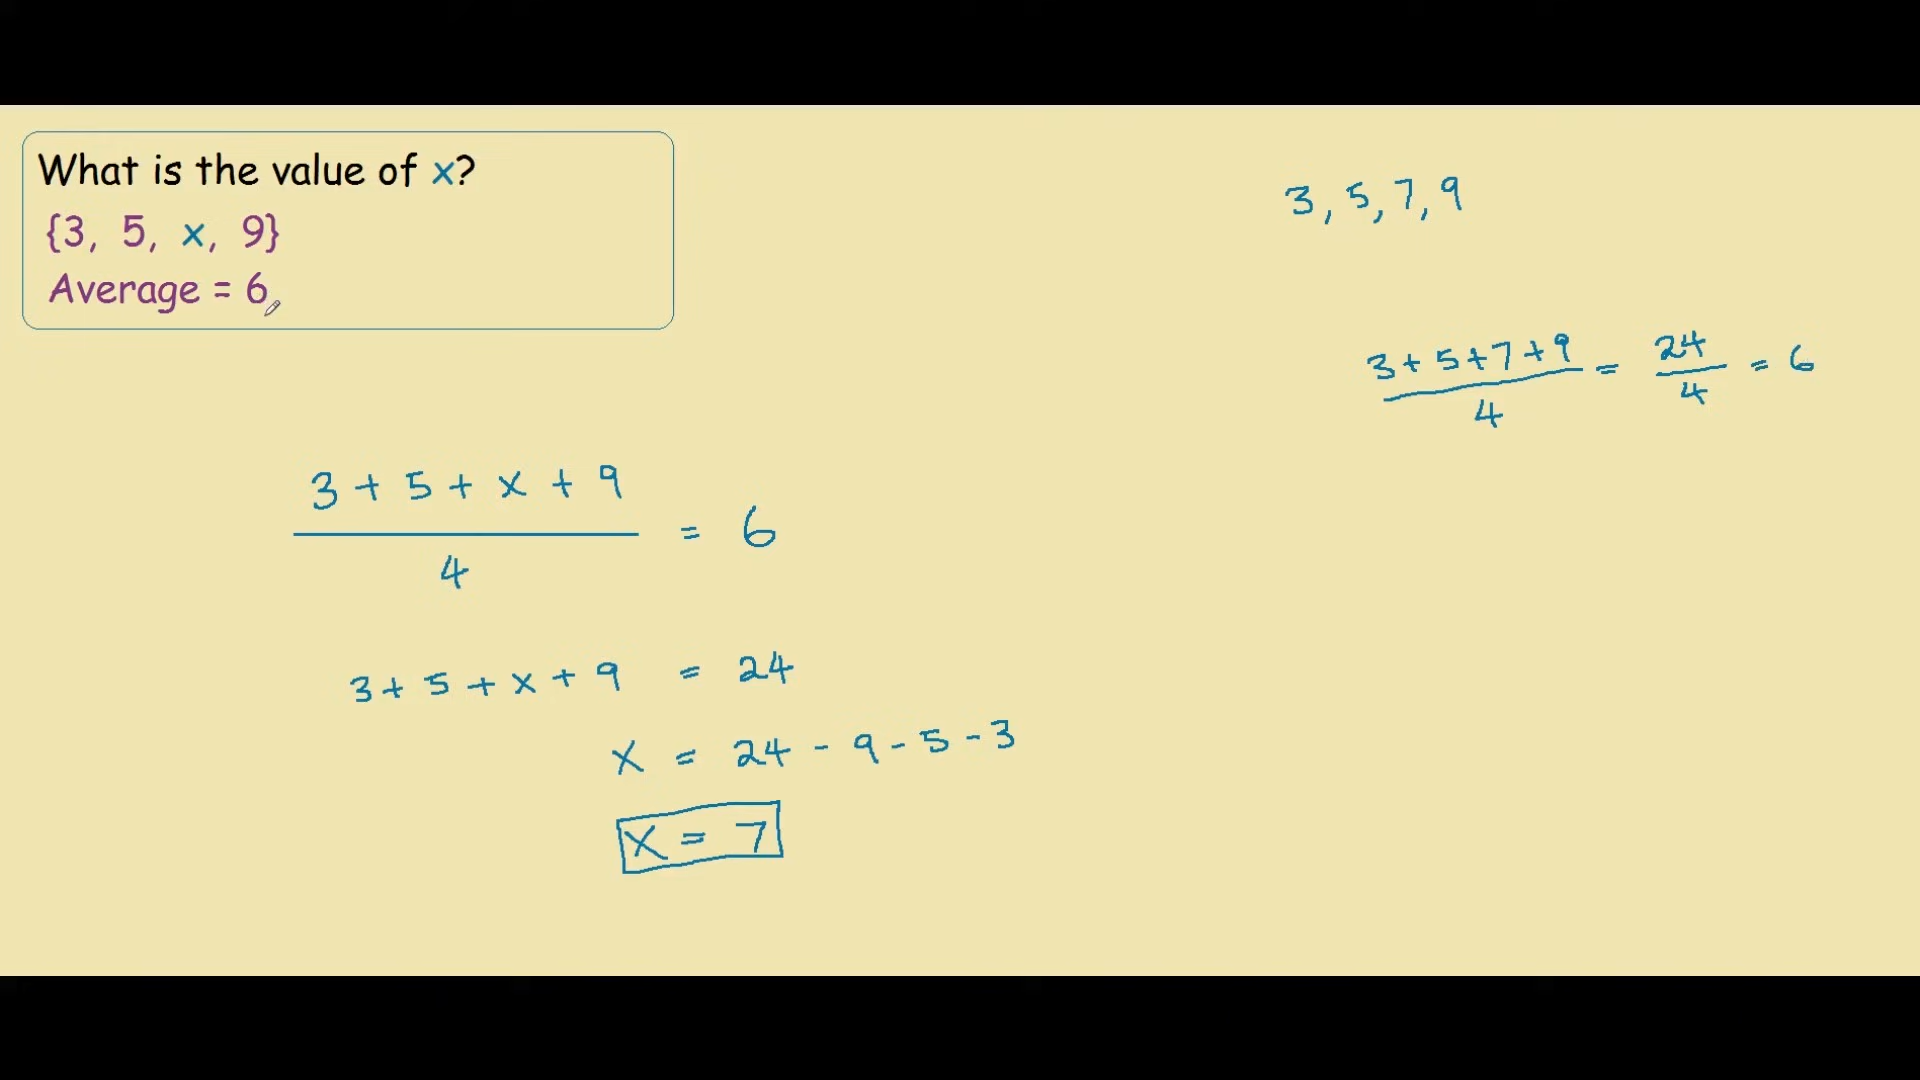 What is the value of x?
{3, 5, x, 9}
Average = 6
3 + 5 + x + 9
4
= 6
3 + 5 + x + 9 = 24
x = 24 - 9 - 5 - 3
x = 7
3, 5, 7, 9
3 + 5 + 7 + 9
4
=
24
4
= 6